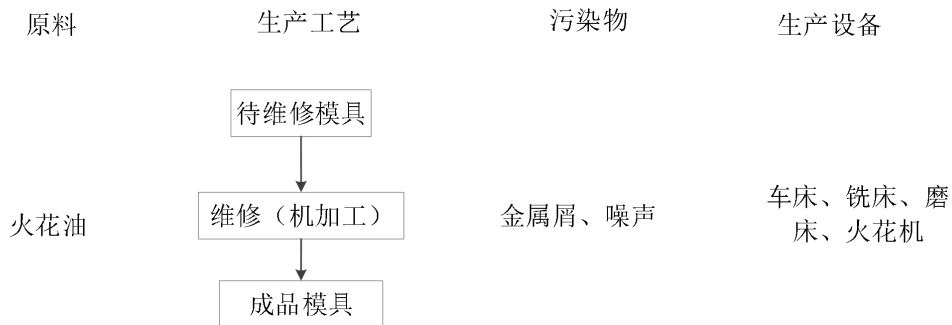 原料 生产工艺 污染物 生产设备
待维修模具
火花油 维修（机加工） 金属屑、噪声 车床、铣床、磨
床、火花机
成品模具